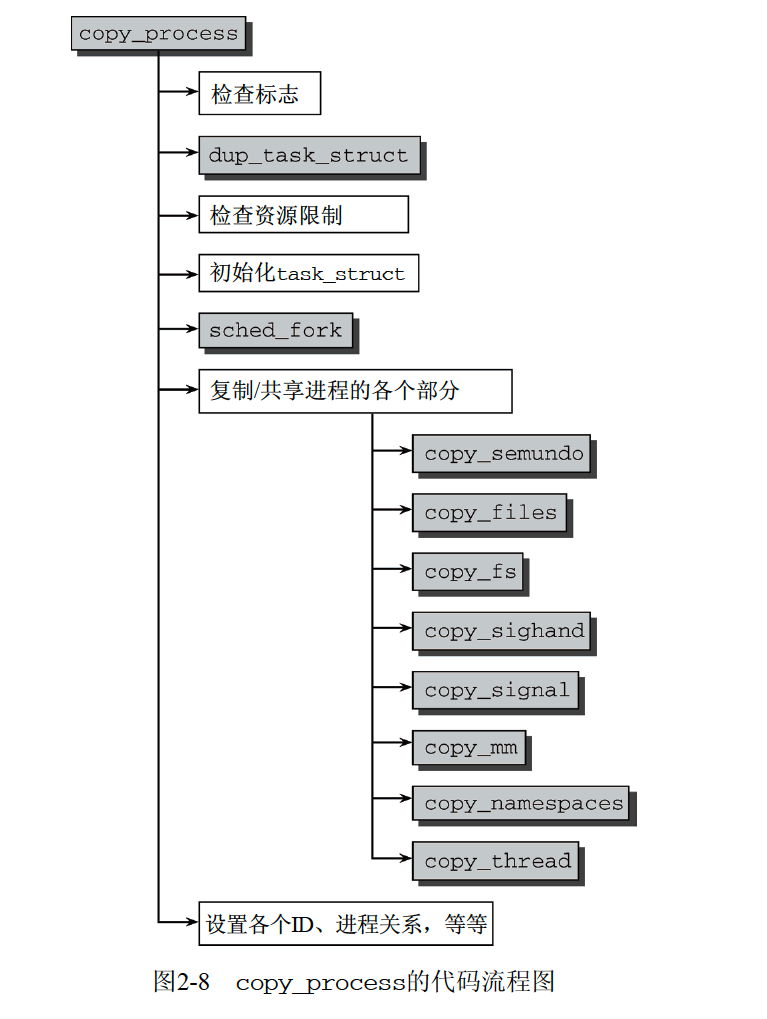 copy_process
检查标志
dup_task_struct
检查资源限制
初始化task_struct
sched_fork
复制/共享进程的各个部分
copy_semundo
copy_files
copy_fs
copy_sighand
copy_signal
copy_mm
copy_namespaces
copy_thread
设置各个ID、进程关系，等等
图2-8 copy_process的代码流程图